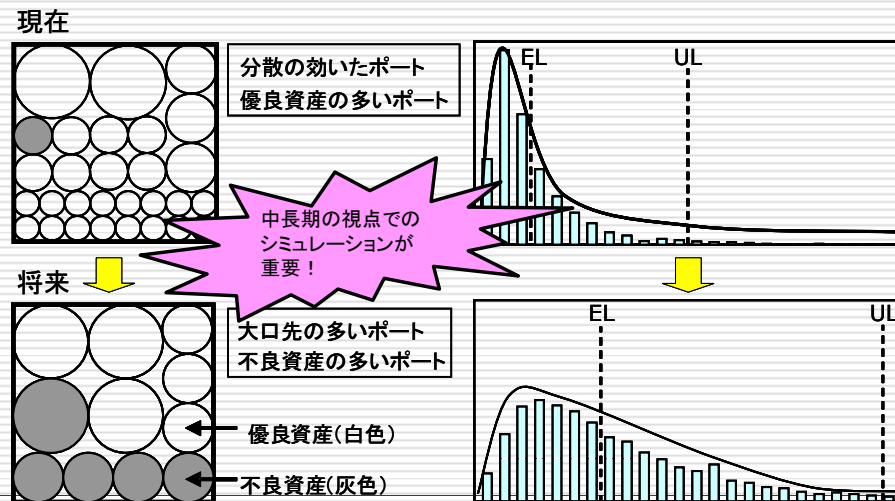 現在
分散の効いたポート
優良資産の多いポート
EL
UL
中長期の視点での
シミュレーションが
重要！
将来
大口先の多いポート
不良資産の多いポート
優良資産(白色)
不良資産(灰色)
EL
UL